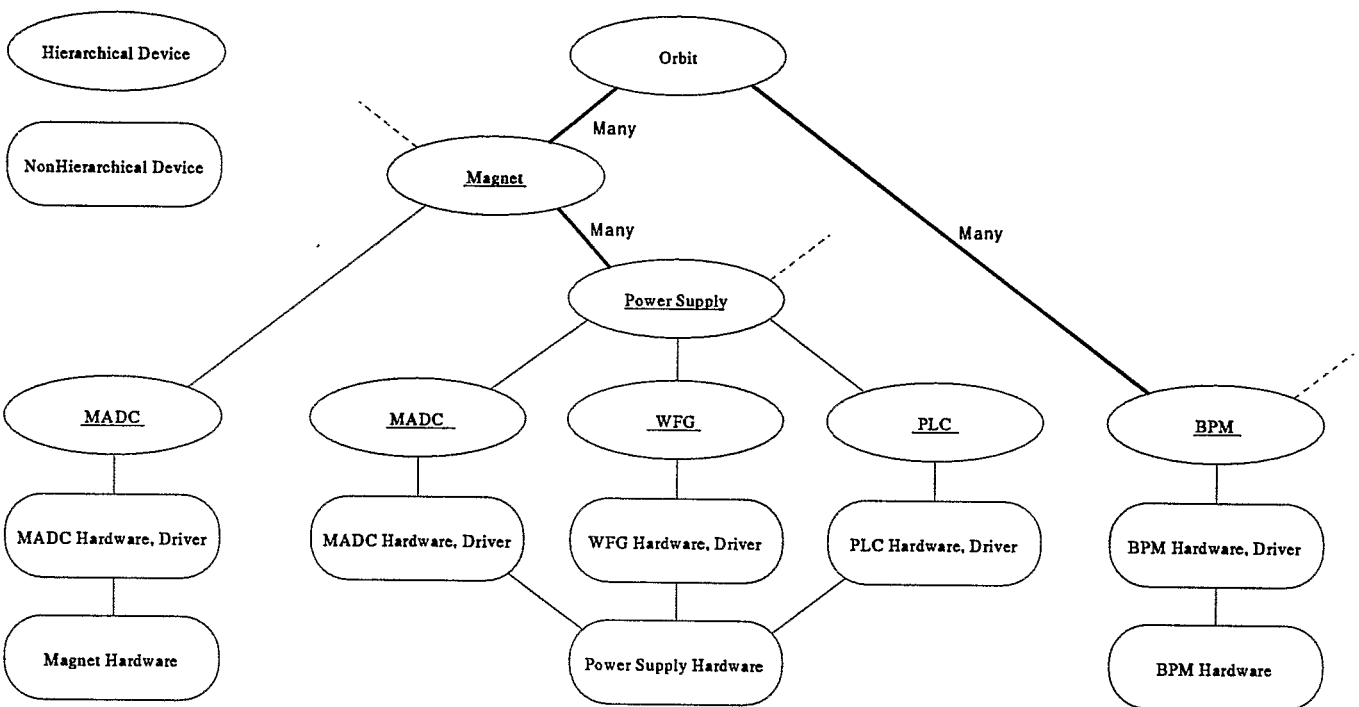 Hierarchical Device
Orbit
Many
NonHierarchical Device
Magnet
Many
Many
Power Supply
MADC
MADC
WFG
PLC
BPM
MADC Hardware, Driver
MADC Hardware, Driver
WFG Hardware, Driver
PLC Hardware, Driver
BPM Hardware, Driver
Magnet Hardware
Power Supply Hardware
BPM Hardware